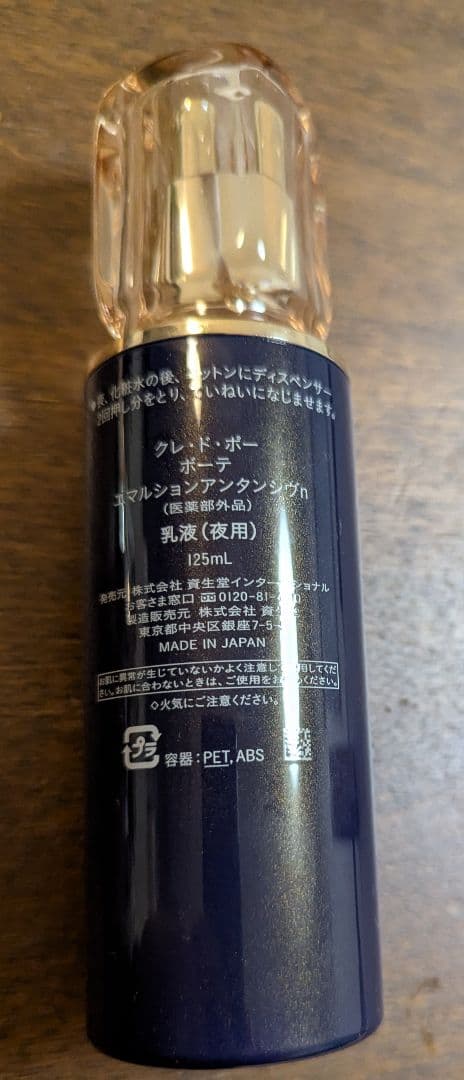 ◆夜、化粧水の後、コットンにディスペンサー
2回押し分をとり、ていねいになじませます。
クレ・ド・ポー
ボーテ
エマルションアンタンシヴn
(医薬部外品)
乳液(夜用)
125mL
発売元 株式会社 資生堂インターナショナル
お客さま窓口 0120-81-
製造販売元 株式会社 資生堂
東京都中央区銀座7-5-
MADE IN JAPAN
お肌に異常が生じていないかよく注意して使用してくだ
さい。お肌に合わないときは、ご使用をおやめください。
◇火気にご注意ください。
プラ 容器:PET, ABS